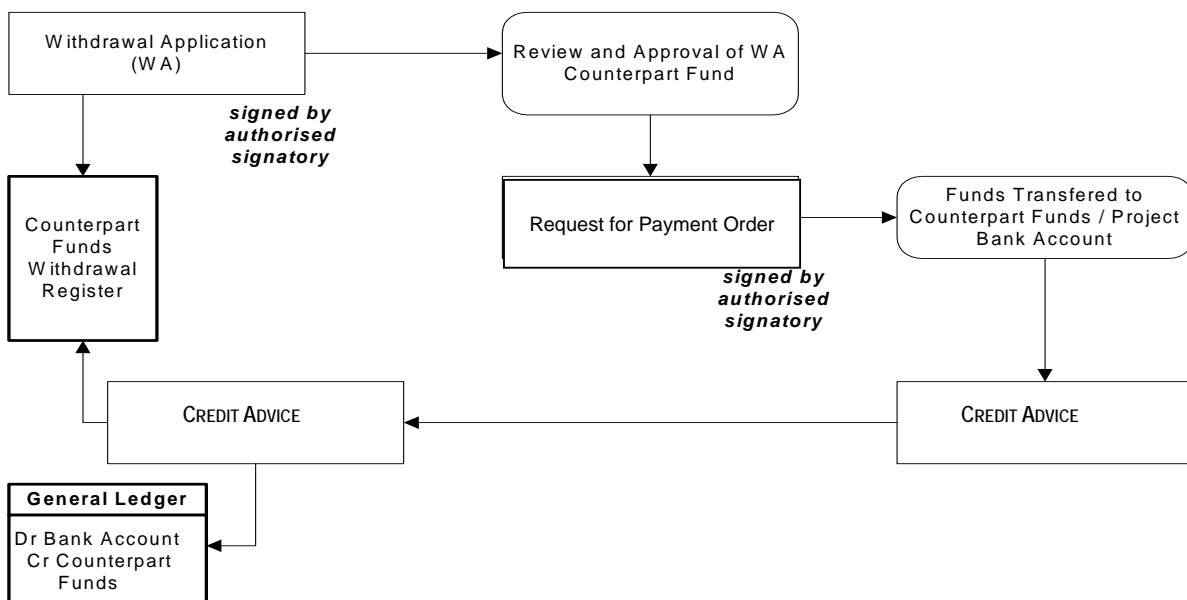 Withdrawal Application
(WA)
signed by
authorised
signatory
Review and Approval of WA
Counterpart Fund
Request for Payment Order
signed by
authorised
signatory
Funds Transfered to
Counterpart Funds / Project
Bank Account
Counterpart
Funds
Withdrawal
Register
CREDIT ADVICE
CREDIT ADVICE
General Ledger
Dr Bank Account
Cr Counterpart
Funds